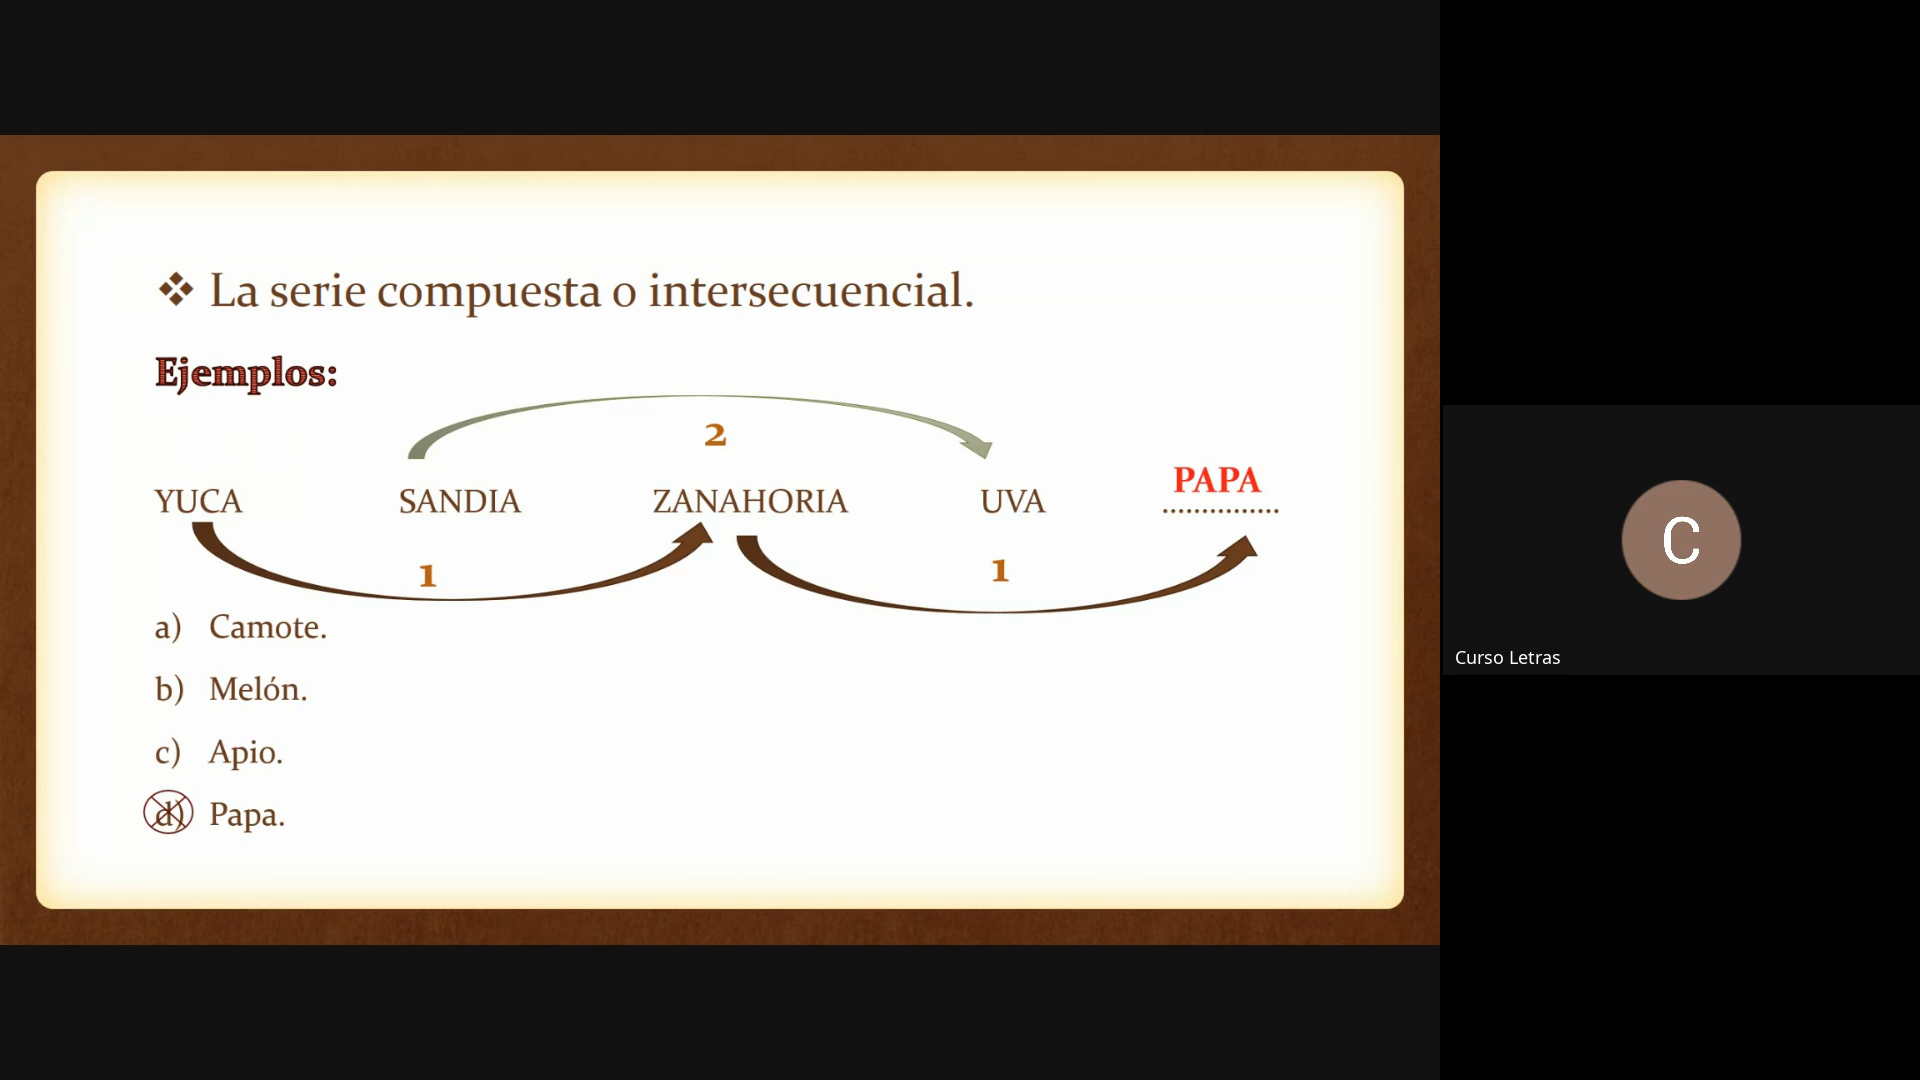 ❖ La serie compuesta o intersecuencial.
Ejemplos:
2
PAPA
YUCA SANDIA ZANAHORIA UVA ...............
1 1
a) Camote.
b) Melón.
c) Apio.
d) Papa.
C
Curso Letras